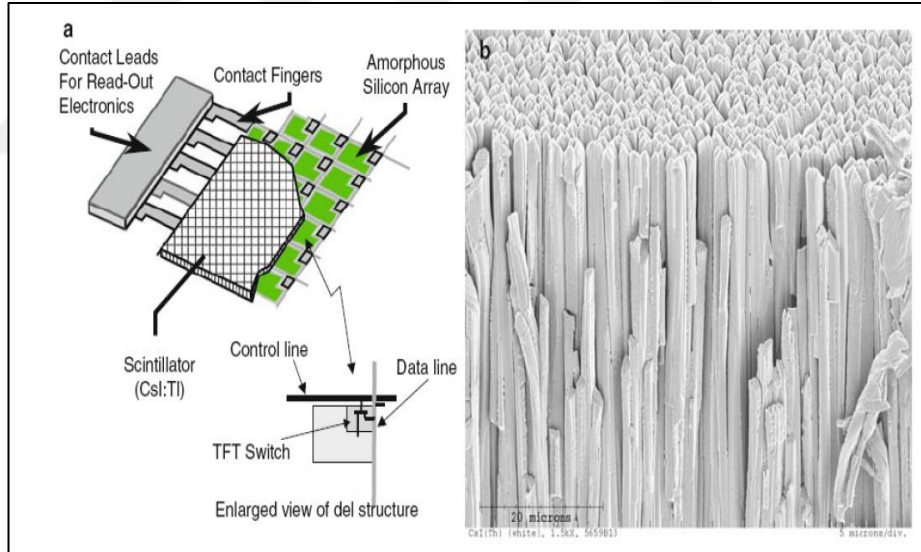 a
Contact Leads
For Read-Out
Electronics
Contact Fingers
Amorphous
Silicon Array
Scintillator
(CsI:Tl)
Control line
Data line
TFT Switch
Enlarged view of del structure
b
20 microns
CsI(Th) (white), 1.5kX, 5659B13
5 microns/div.